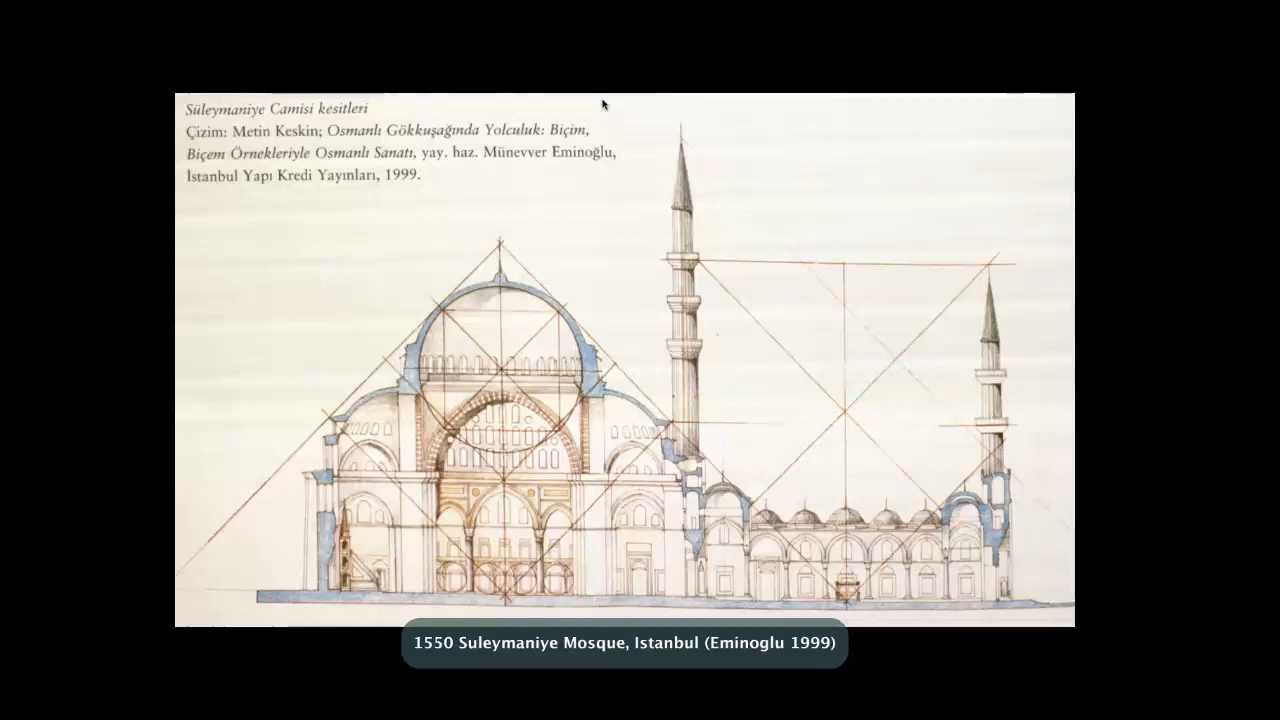 Süleymaniye Camisi kesitleri
Çizim: Metin Keskin; Osmanlı Gökkuşağında Yolculuk: Biçim,
Biçem Örnekleriyle Osmanlı Sanatı, yay. haz. Münevver Eminoğlu,
İstanbul Yapı Kredi Yayınları, 1999.
1550 Suleymaniye Mosque, Istanbul (Eminoglu 1999)